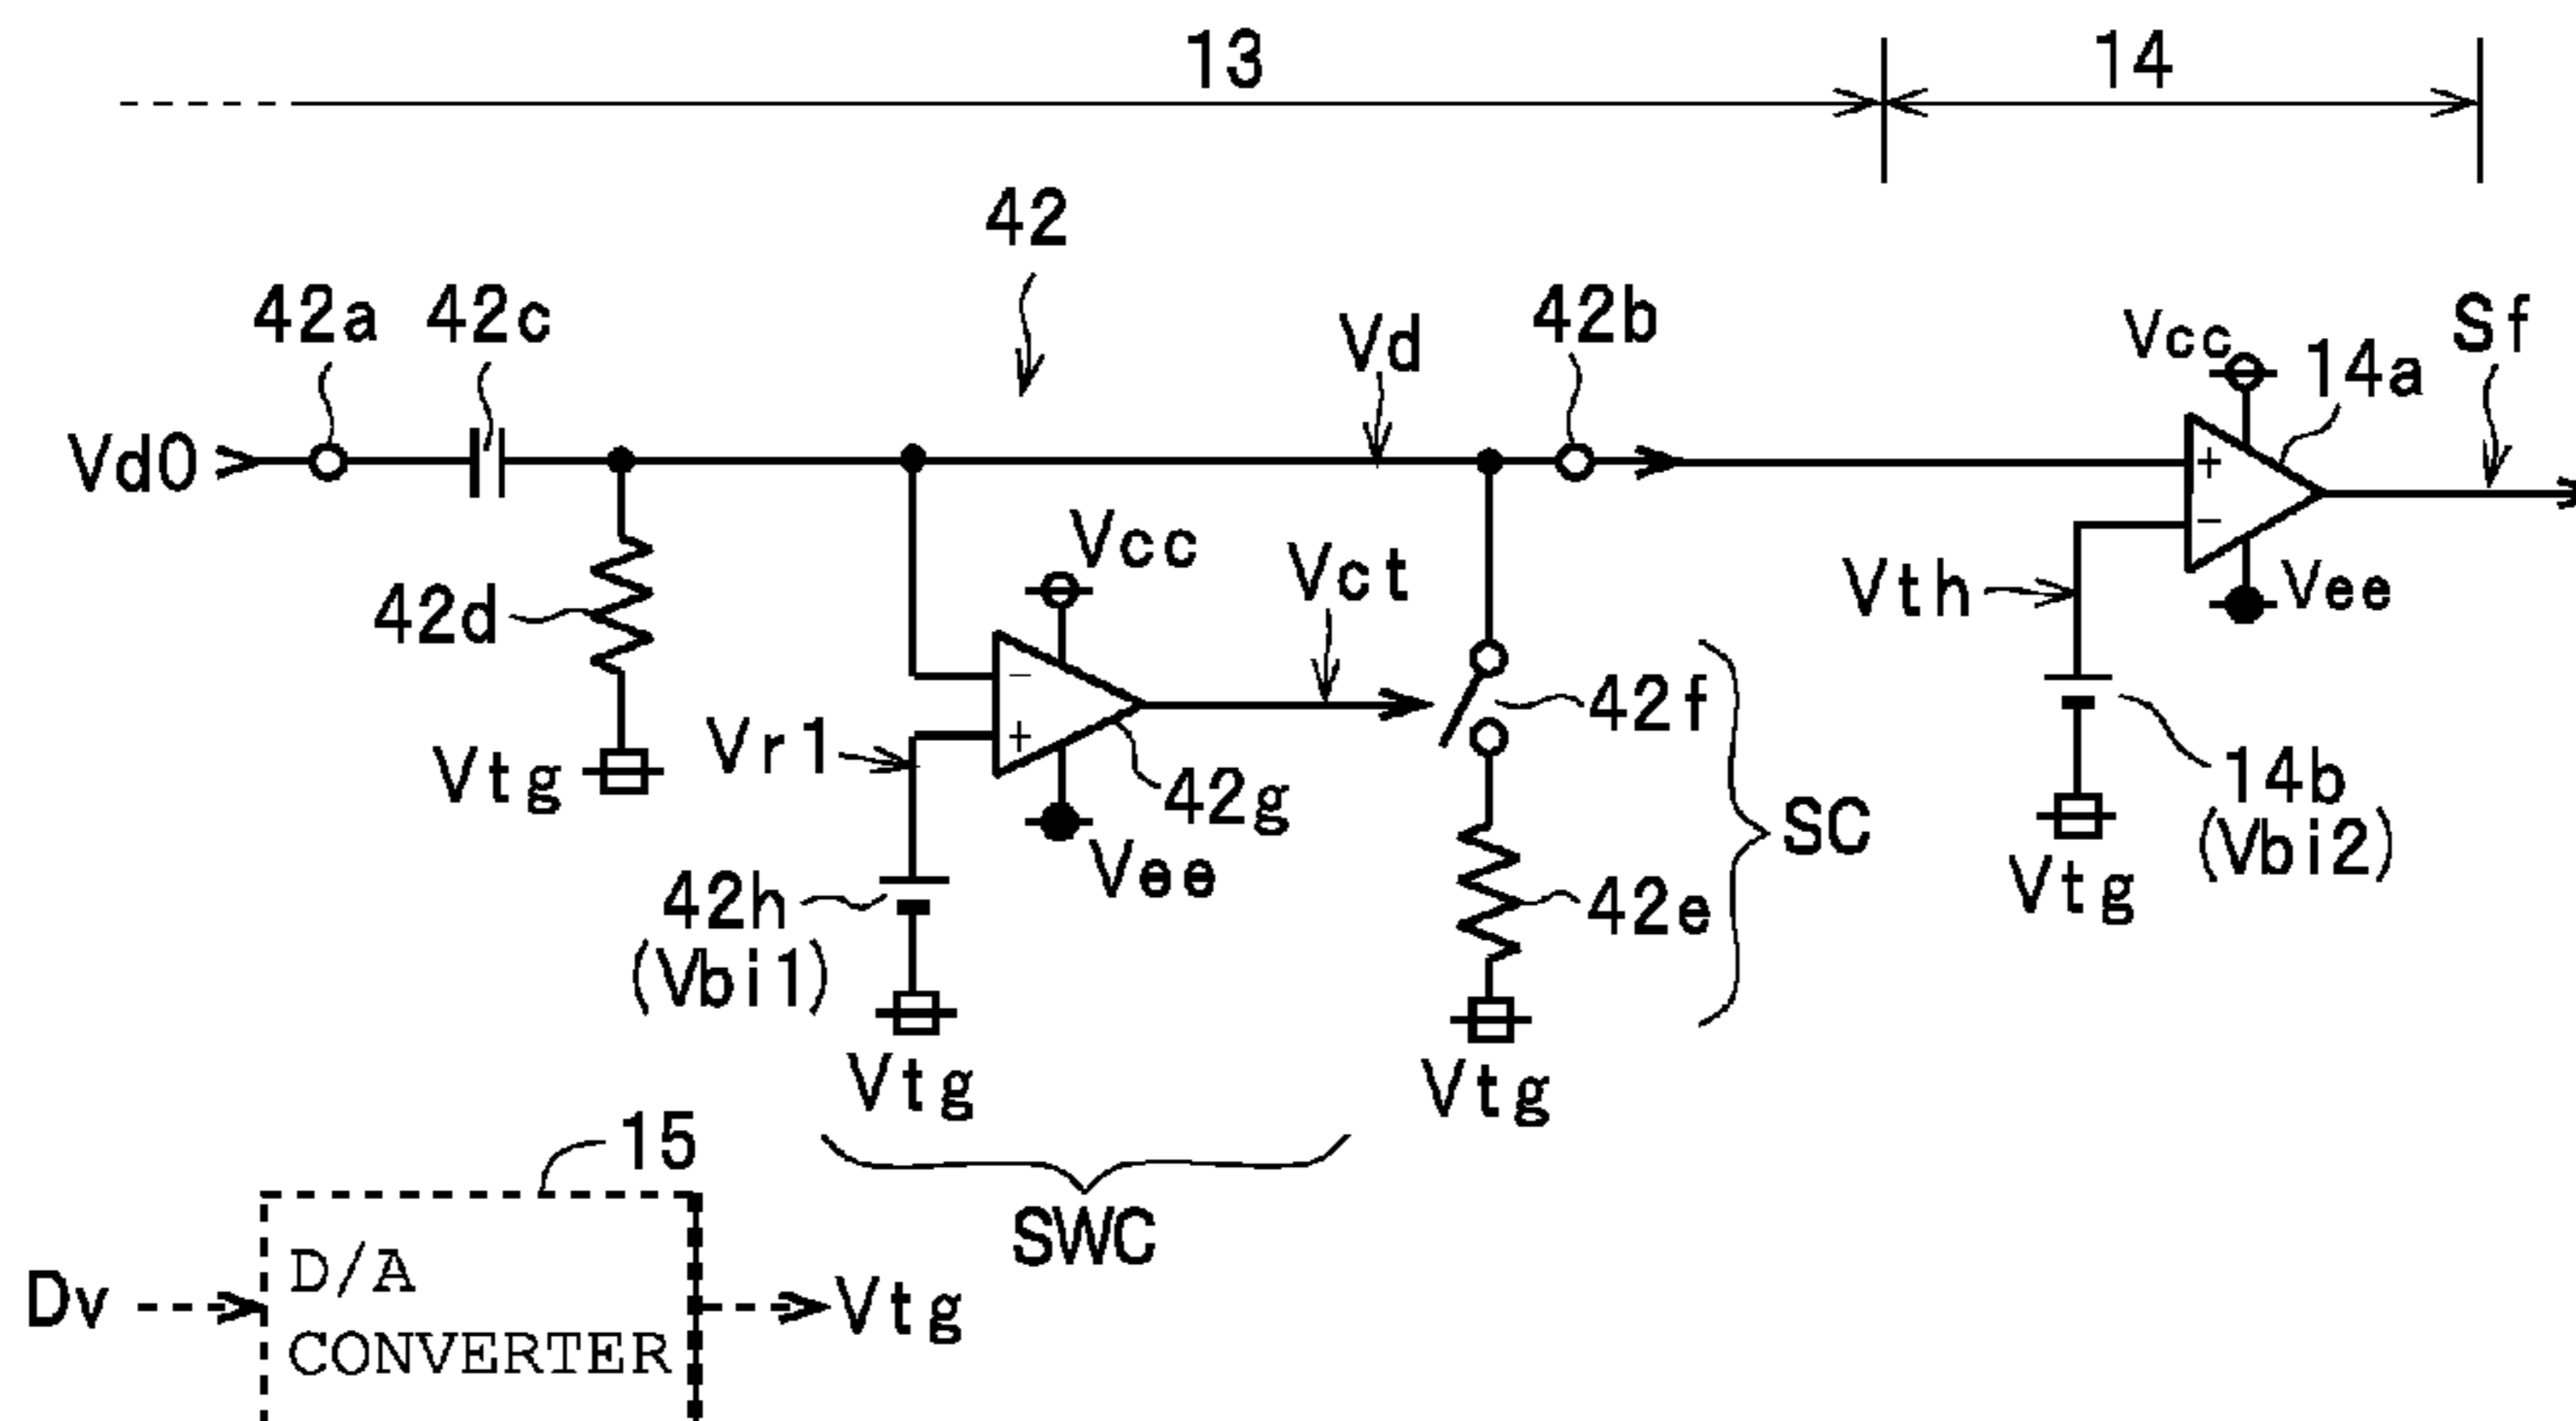 13
14
42
42a
42c
Vd
42b
Vcc
14a
Sf
Vd0
+
-
42d
Vcc
Vct
Vth
Vee
Vtg
Vr1
-
+
42g
Vee
42f
SC
14b
(Vbi2)
Vtg
42h
(Vbi1)
42e
Vtg
Vtg
15
SWC
Dv
D/A
CONVERTER
Vtg